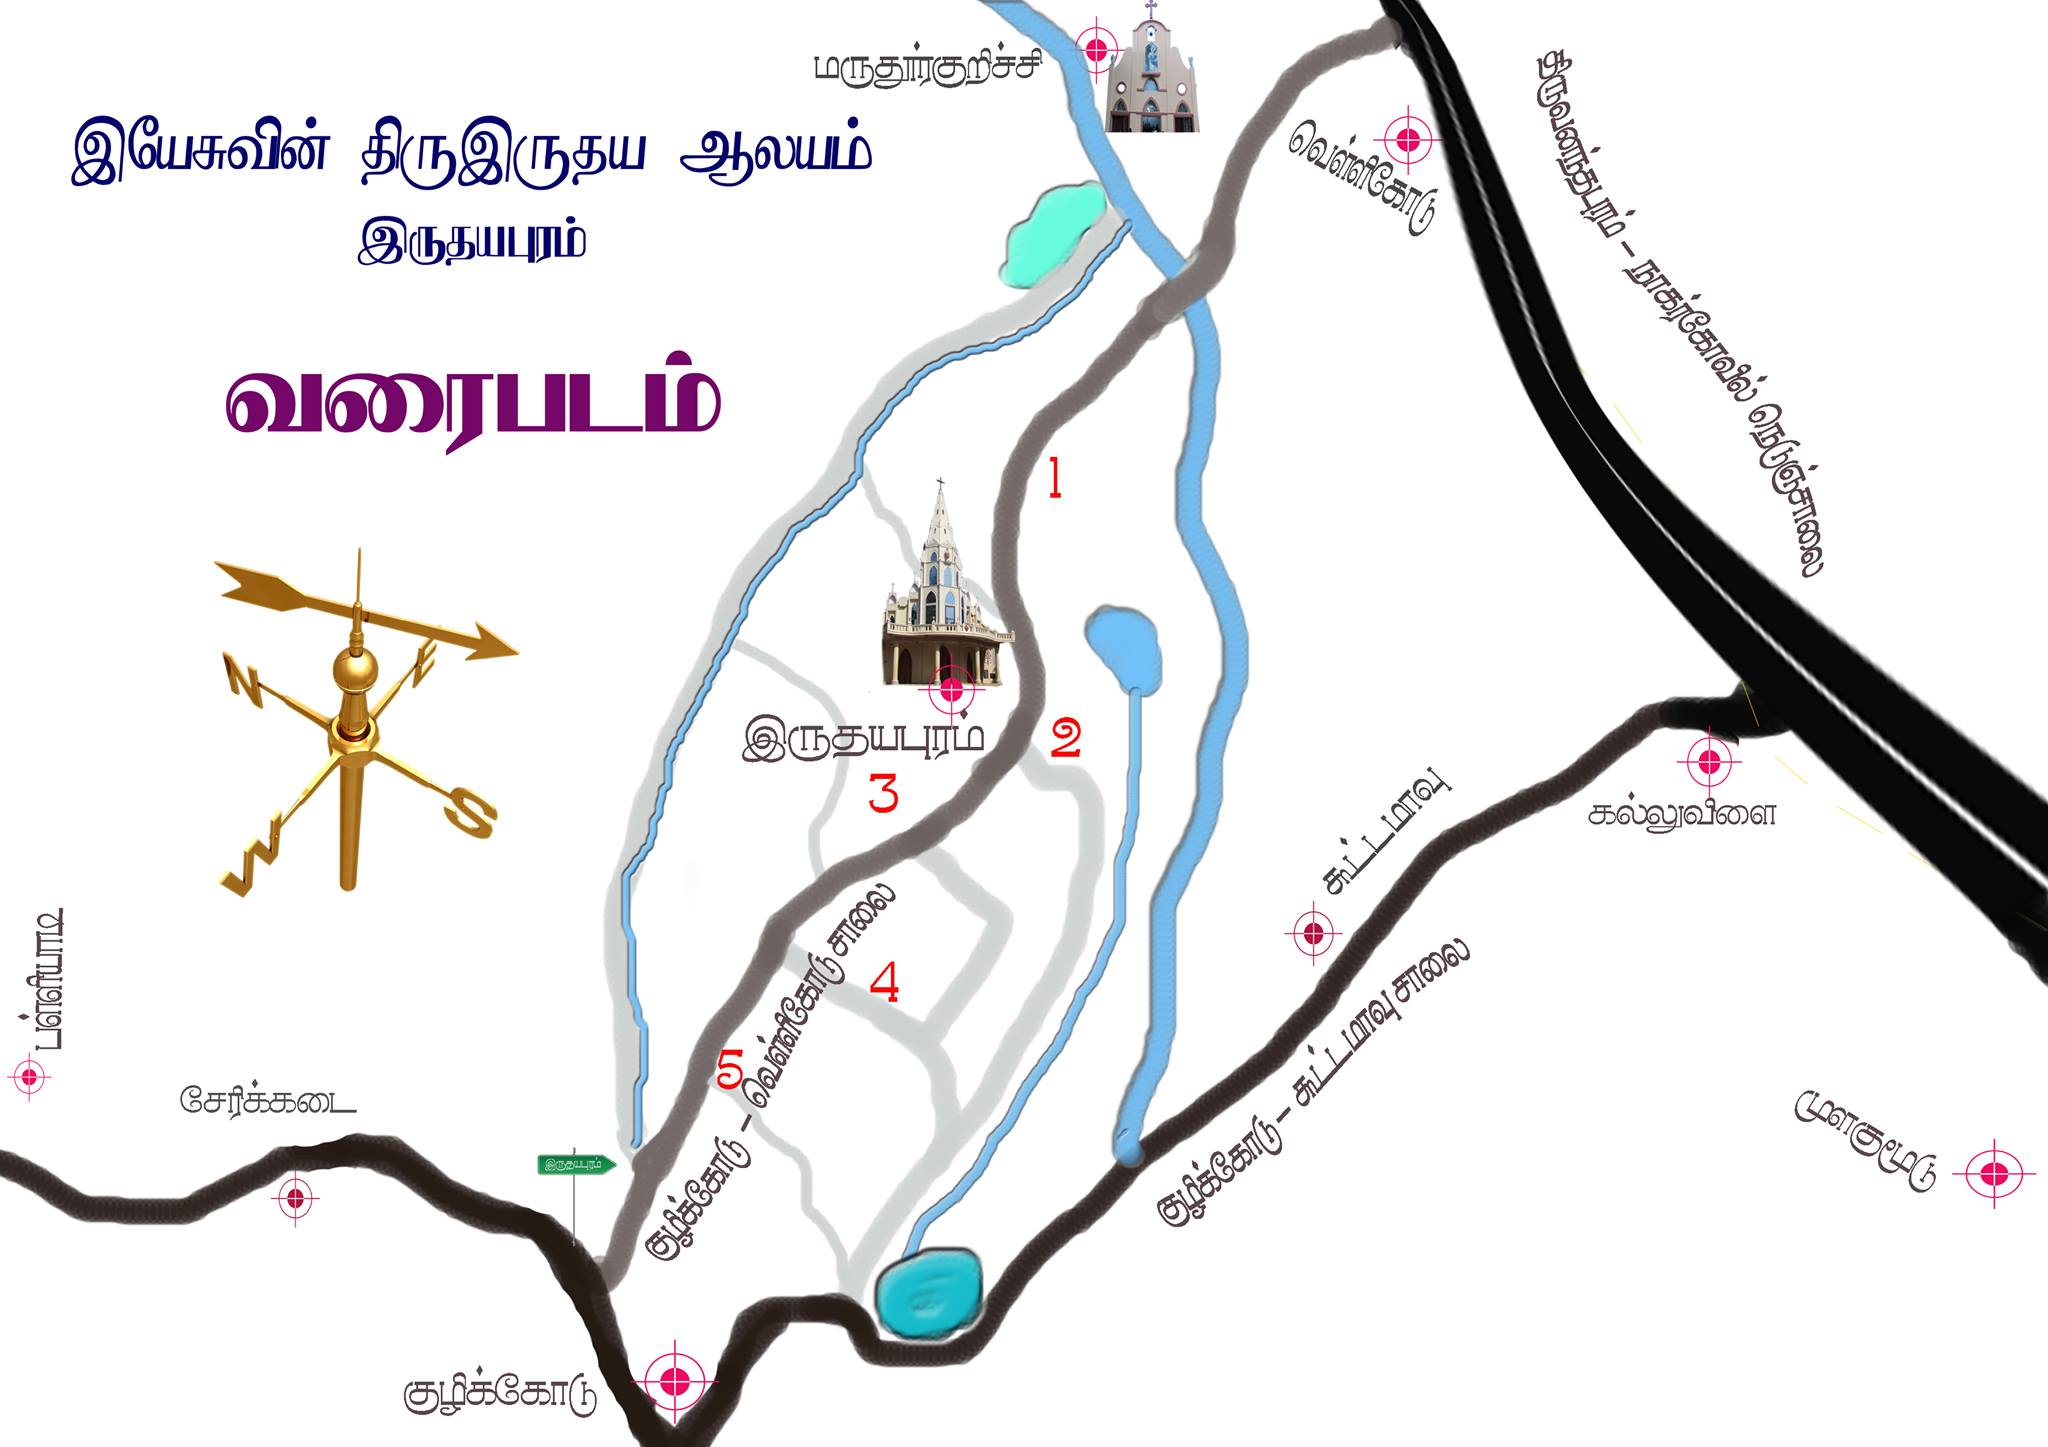 மருதூர்குறிச்சி
இயேசுவின் திருஇருதய ஆலயம்
இருதயபுரம்
வரைபடம்
வெள்ளிகோடு
திருவனந்தபுரம் – நாகர்கோவில் நெடுஞ்சாலை
1
N
E
S
W
இருதயபுரம்
2
3
கூட்டமாவு
கல்லுவிளை
குழிக்கோடு – வெள்ளிகோடு சாலை
4
5
பள்ளியாடி
சேரிக்கடை
இருதயபுரம்
குழிக்கோடு – கூட்டமாவு சாலை
முளகுமூடு
குழிக்கோடு